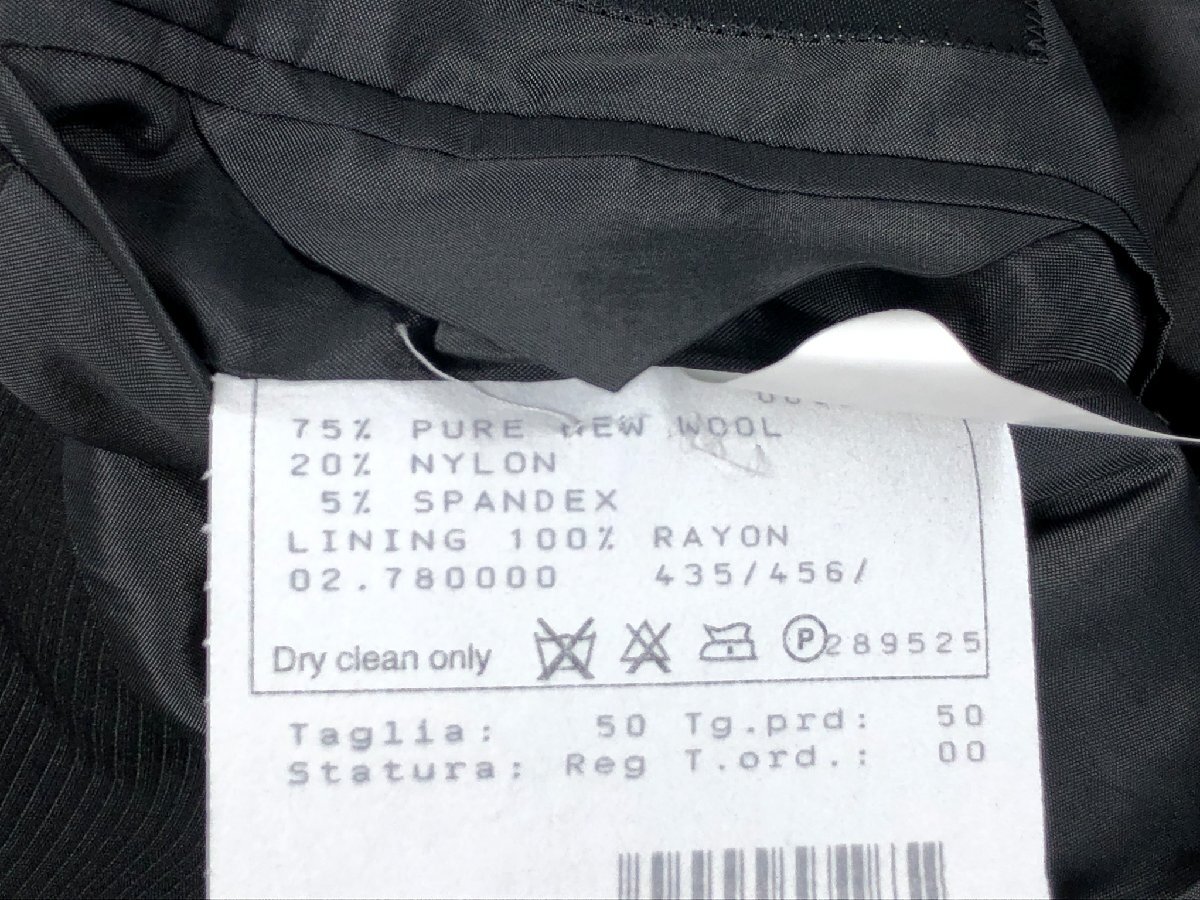 75% PURE NEW WOOL
20% NYLON
5% SPANDEX
LINING 100% RAYON
02.780000 435/456/
Dry clean only P 289525
Taglia: 50 Tg.prd: 50
Statura: Reg T.ord.: 00